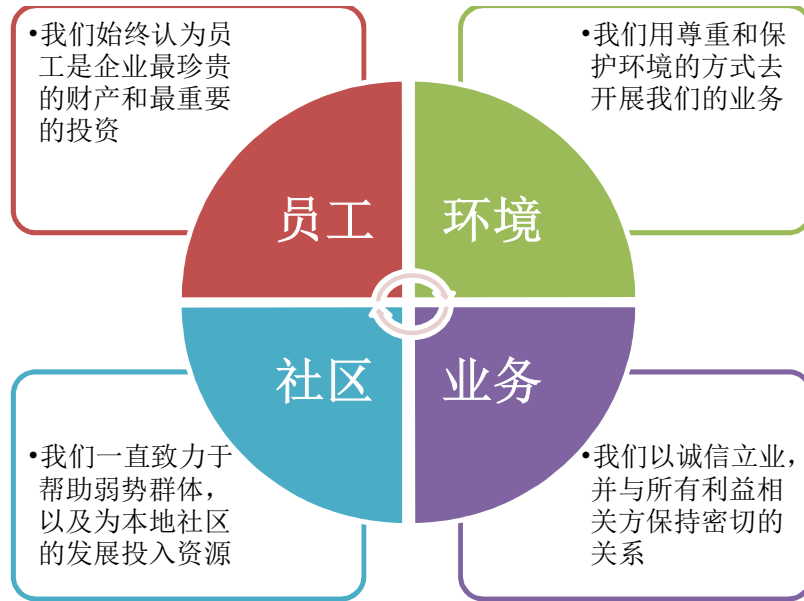 •我们始终认为员
工是企业最珍贵
的财产和最重要
的投资
•我们用尊重和保
护环境的方式去
开展我们的业务
员工
环境
社区
业务
•我们一直致力于
帮助弱势群体，
以及为本地社区
的发展投入资源
•我们以诚信立业，
并与所有利益相
关方保持密切的
关系